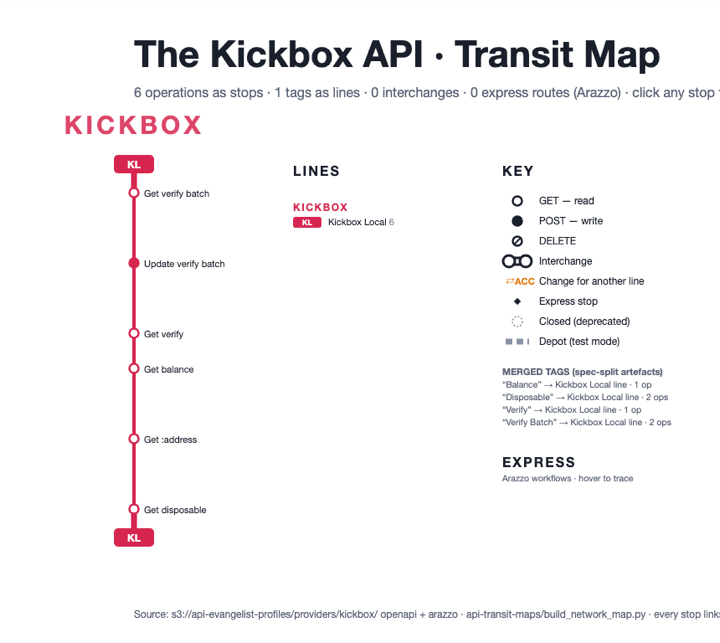 The Kickbox API · Transit Map
6 operations as stops · 1 tags as lines · 0 interchanges · 0 express routes (Arazzo) · click any stop
KICKBOX
KL
Get verify batch
Update verify batch
Get verify
Get balance
Get :address
Get disposable
KL
LINES
KICKBOX
KL Kickbox Local 6
KEY
GET — read
POST — write
DELETE
Interchange
⇄ACC Change for another line
Express stop
Closed (deprecated)
Depot (test mode)
MERGED TAGS (spec-split artefacts)
“Balance” → Kickbox Local line · 1 op
“Disposable” → Kickbox Local line · 2 ops
“Verify” → Kickbox Local line · 1 op
“Verify Batch” → Kickbox Local line · 2 ops
EXPRESS
Arazzo workflows · hover to trace
Source: s3://api-evangelist-profiles/providers/kickbox/ openapi + arazzo · api-transit-maps/build_network_map.py · every stop links